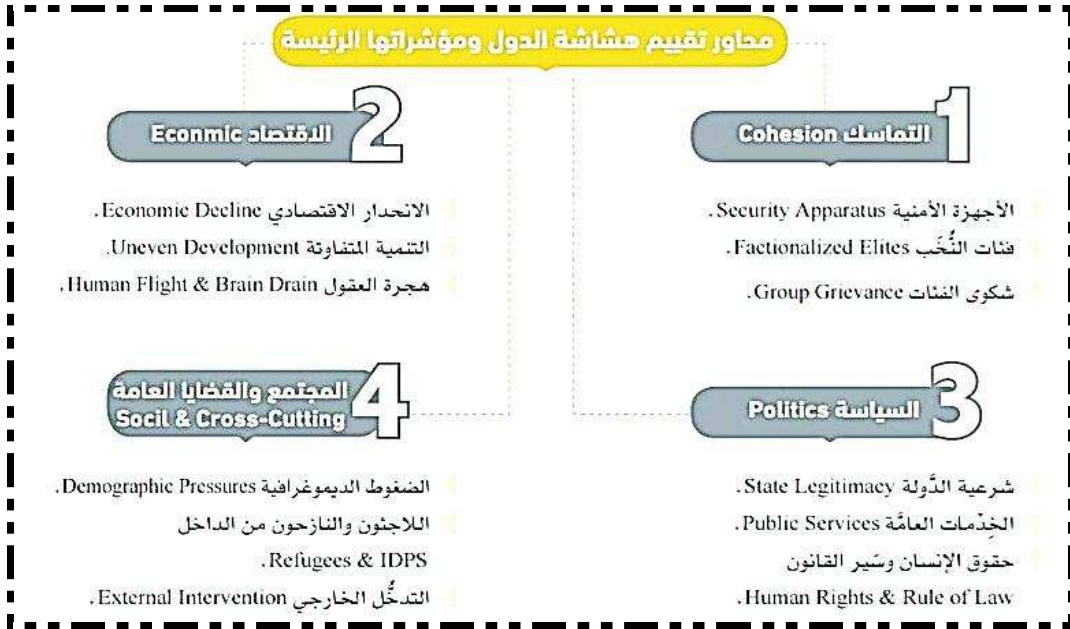 محاور تقييم هشاشة الدول ومؤشراتها الرئيسة
1
التماسك Cohesion
الأجهزة الأمنية Security Apparatus.
فئات النُّخَب Factionalized Elites.
شكوى الفئات Group Grievance.
2
الاقتصاد Econmic
الانحدار الاقتصادي Economic Decline.
التنمية المتفاوتة Uneven Development.
هجرة العقول Human Flight & Brain Drain.
3
السياسة Politics
شرعية الدَّولة State Legitimacy.
الخِدْمات العامَّة Public Services.
حقوق الإنسان وسَير القانون
Human Rights & Rule of Law.
4
المجتمع والقضايا العامة
Socil & Cross-Cutting
الضغوط الديموغرافية Demographic Pressures.
اللاجئون والنازحون من الداخل
Refugees & IDPS.
التدخُّل الخارجي External Intervention.